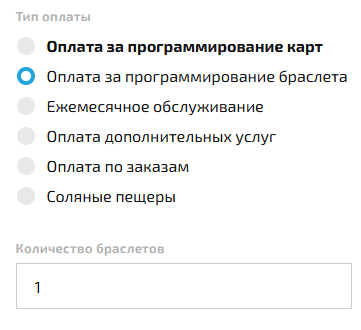 Тип оплаты
Оплата за программирование карт
Оплата за программирование браслета
Ежемесячное обслуживание
Оплата дополнительных услуг
Оплата по заказам
Соляные пещеры
Количество браслетов
1